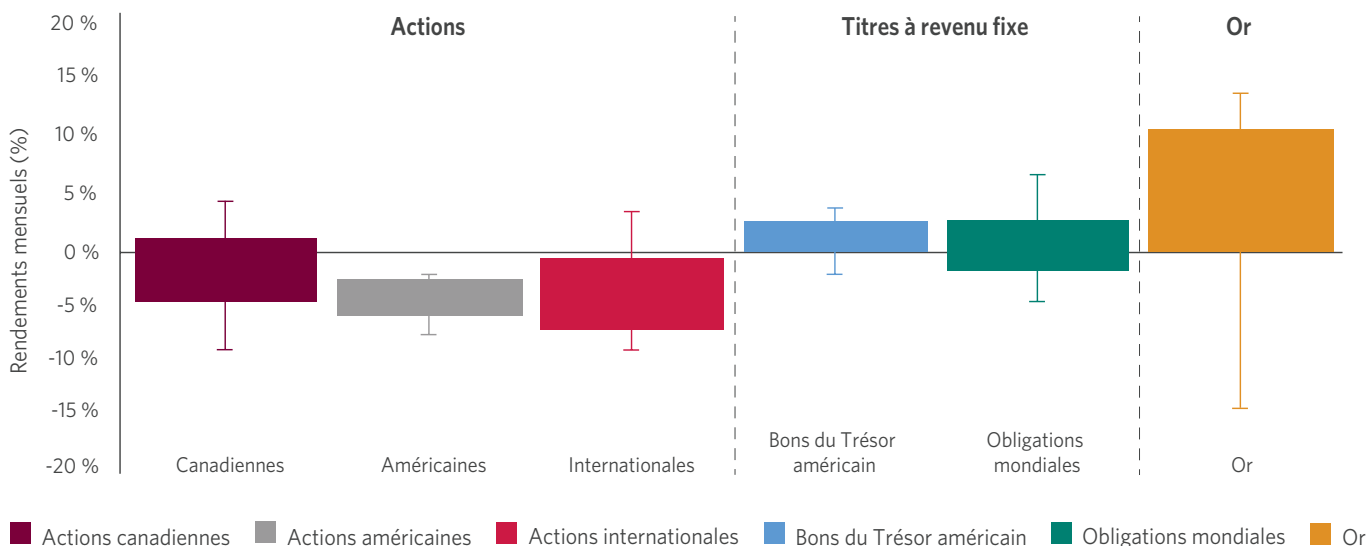 Actions
Titres à revenu fixe
Or
Rendements mensuels (%)
20 %
15 %
10 %
5 %
0 %
-5 %
-10 %
-15 %
-20 %
Canadiennes
Américaines
Internationales
Bons du Trésor
américain
Obligations
mondiales
Or
Actions canadiennes
Actions américaines
Actions internationales
Bons du Trésor américain
Obligations mondiales
Or